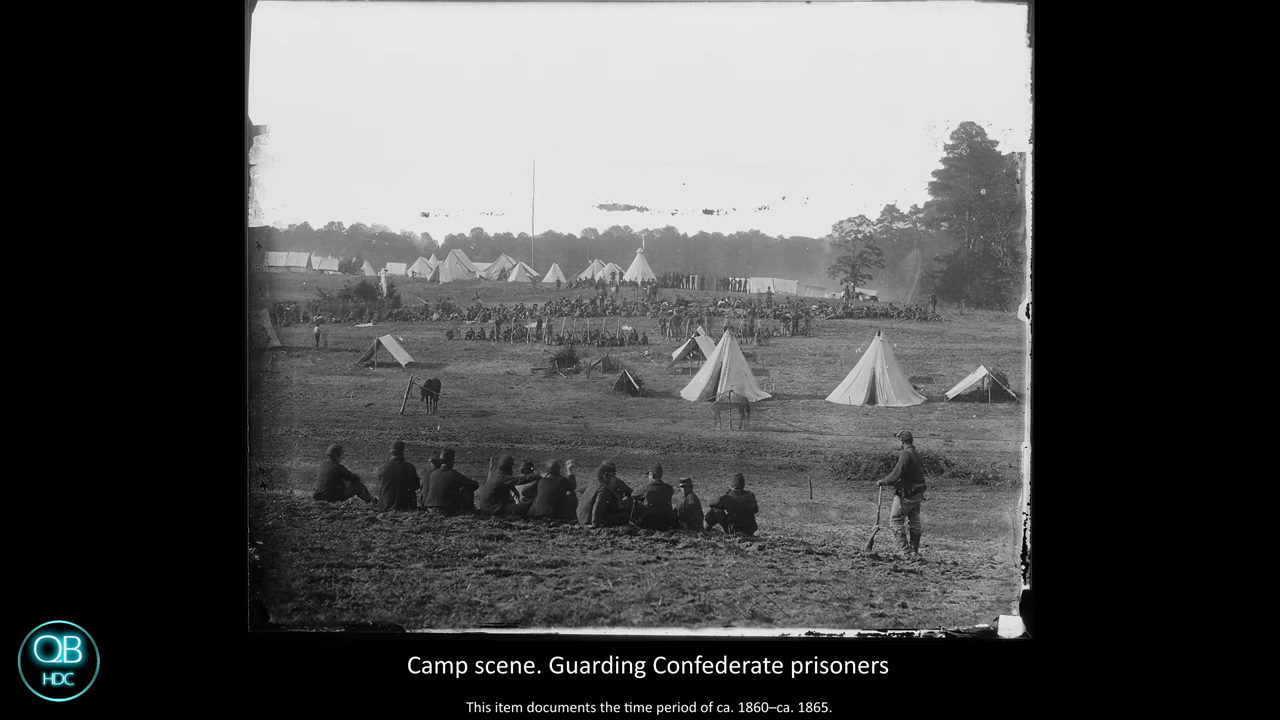 Camp scene. Guarding Confederate prisoners
This item documents the time period of ca. 1860–ca. 1865.
QB
HDC